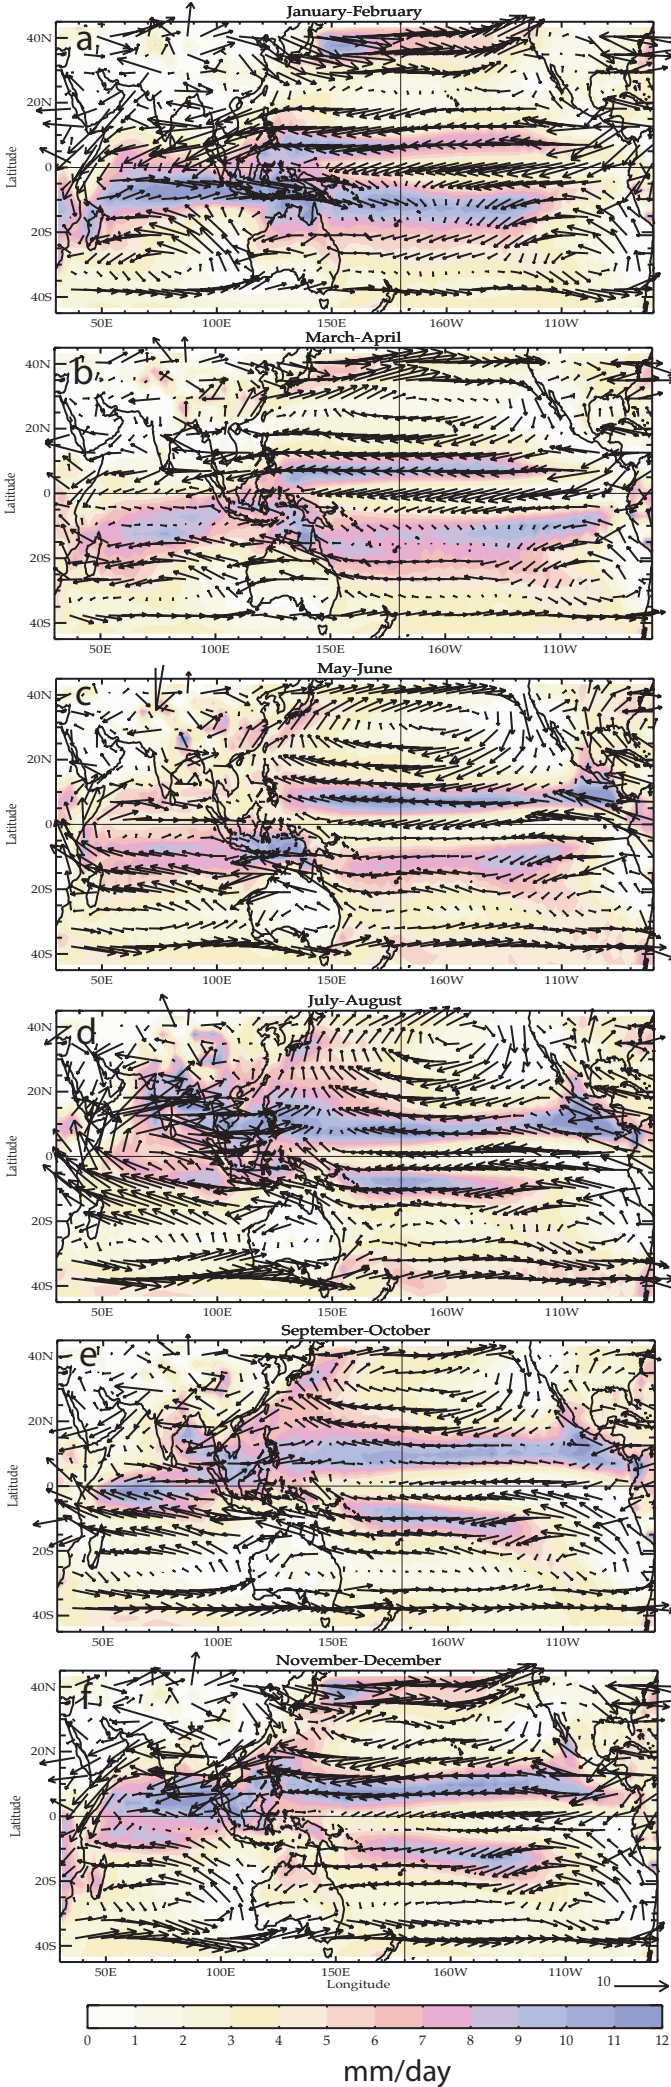 January-February
a
40N
20N
0
20S
40S
Latitude
50E 100E 150E 160W 110W
March-April
b
40N
20N
0
20S
40S
Latitude
50E 100E 150E 160W 110W
May-June
c
40N
20N
0
20S
40S
Latitude
50E 100E 150E 160W 110W
July-August
d
40N
20N
0
20S
40S
Latitude
50E 100E 150E 160W 110W
September-October
e
40N
20N
0
20S
40S
Latitude
50E 100E 150E 160W 110W
November-December
f
40N
20N
0
20S
40S
Latitude
50E 100E 150E 160W 110W
Longitude
10
0 1 2 3 4 5 6 7 8 9 10 11 12
mm/day